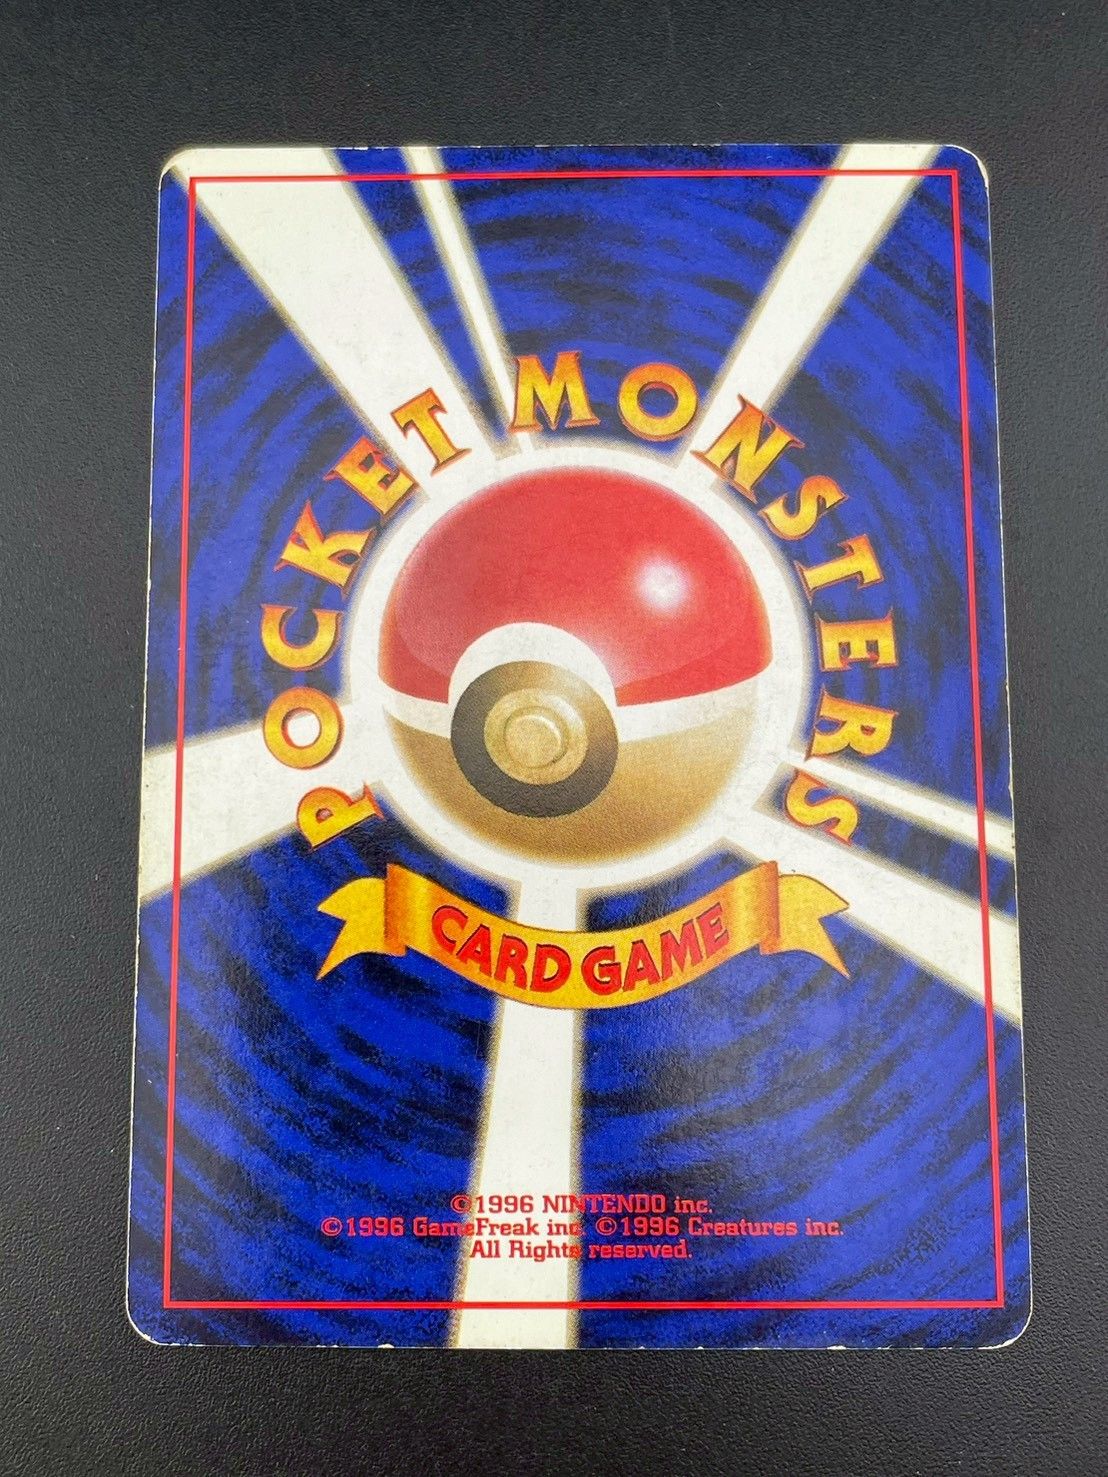 POCKET MONSTERS
CARD GAME
©1996 NINTENDO inc.
©1996 GameFreak inc. ©1996 Creatures inc.
All Rights reserved.